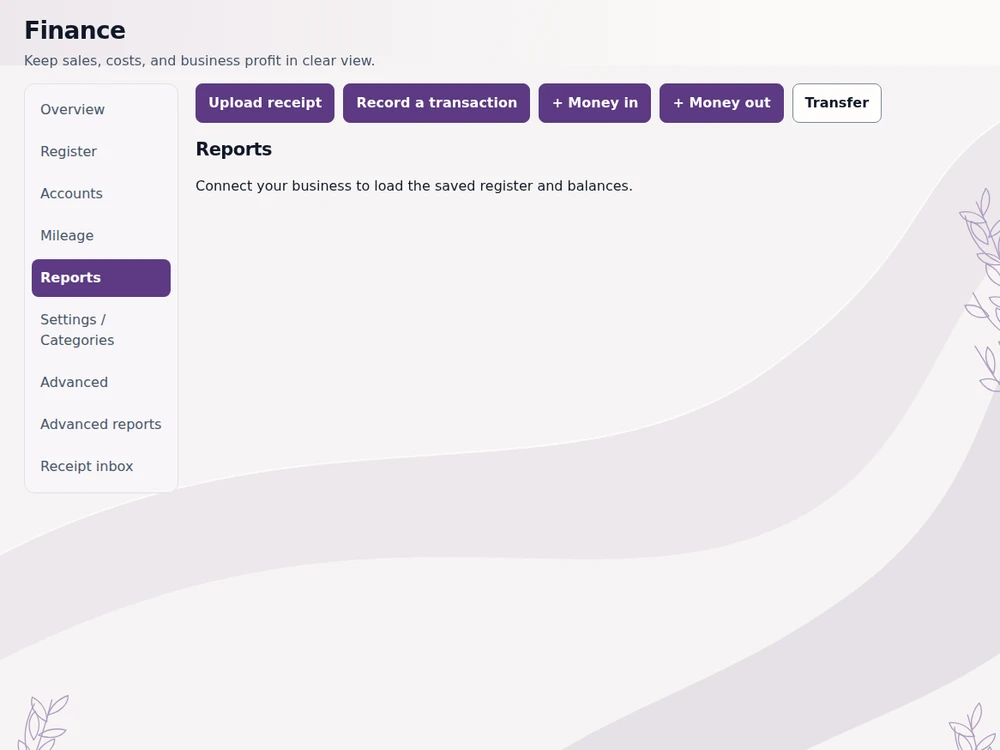 Finance
Keep sales, costs, and business profit in clear view.
Overview
Register
Accounts
Mileage
Reports
Settings /
Categories
Advanced
Advanced reports
Receipt inbox
Upload receipt
Record a transaction
+ Money in
+ Money out
Transfer
Reports
Connect your business to load the saved register and balances.